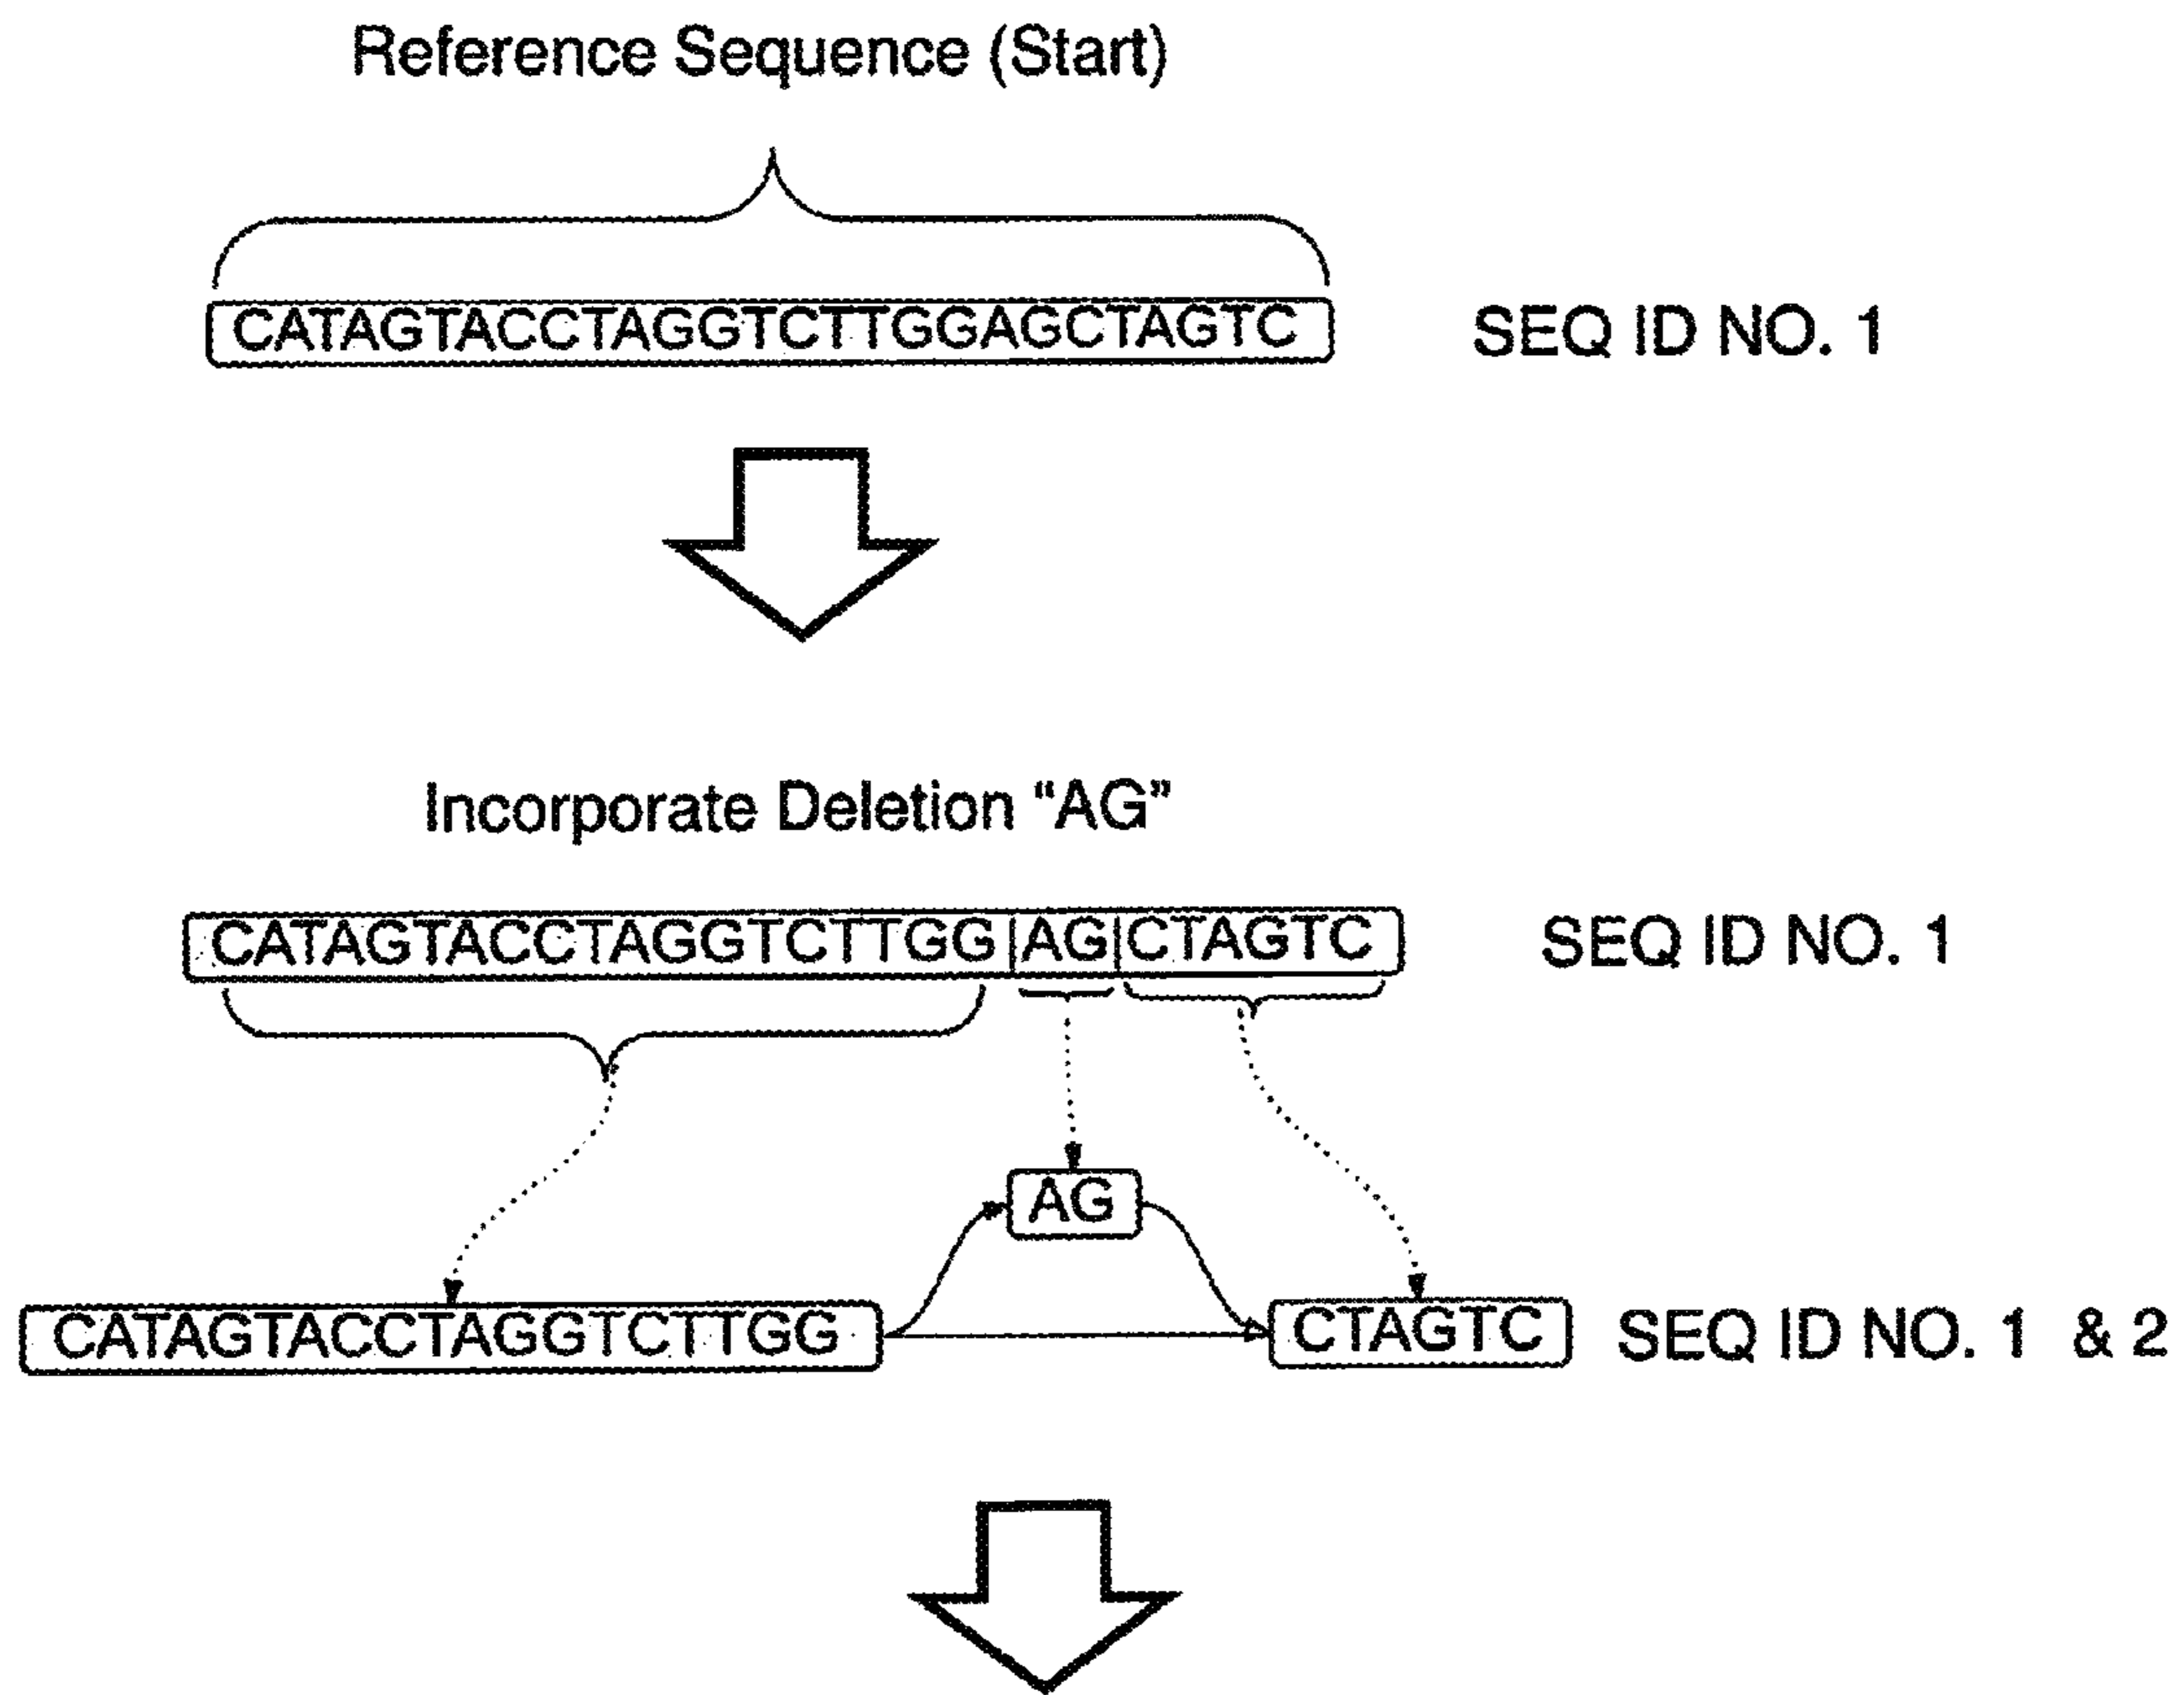 Reference Sequence (Start)
CATAGTACCTAGGTCTTGGAGCTAGTC SEQ ID NO. 1
Incorporate Deletion “AG”
CATAGTACCTAGGTCTTGG AG CTAGTC SEQ ID NO. 1
AG
CATAGTACCTAGGTCTTGG CTAGTC SEQ ID NO. 1 & 2